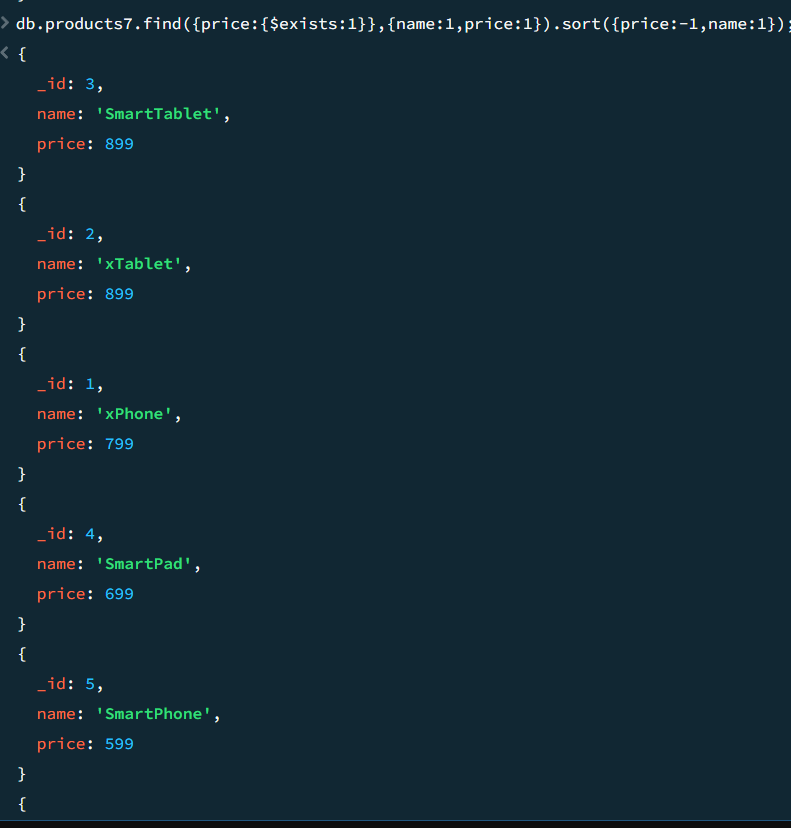 > db.products7.find({price:{$exists:1}},{name:1,price:1}).sort({price:-1,name:1});
< {
_id: 3,
name: 'SmartTablet',
price: 899
}
{
_id: 2,
name: 'xTablet',
price: 899
}
{
_id: 1,
name: 'xPhone',
price: 799
}
{
_id: 4,
name: 'SmartPad',
price: 699
}
{
_id: 5,
name: 'SmartPhone',
price: 599
}
{